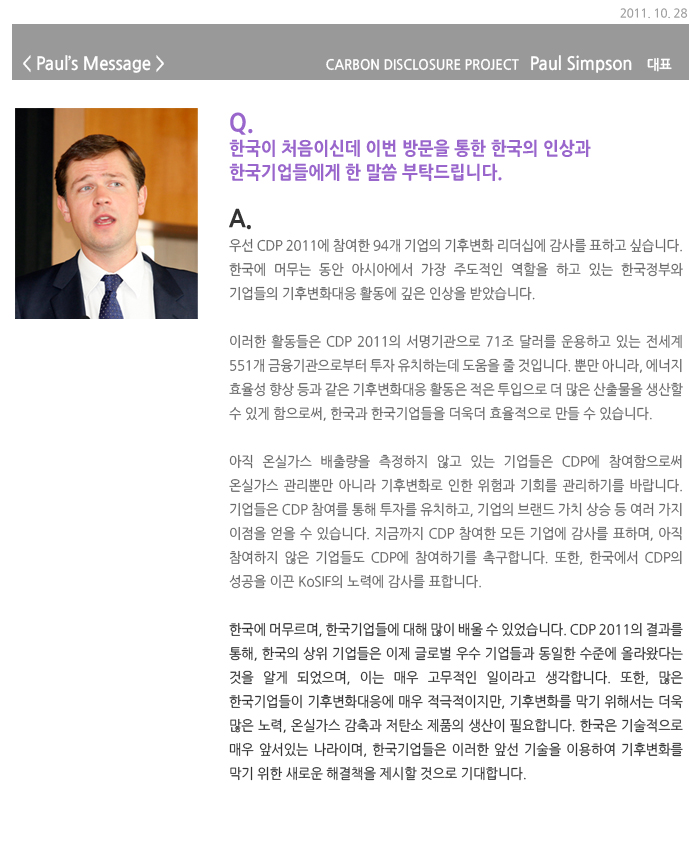 2011. 10. 28
< Paul's Message >
CARBON DISCLOSURE PROJECT Paul Simpson 대표
Q.
한국이 처음이신데 이번 방문을 통한 한국의 인상과
한국기업들에게 한 말씀 부탁드립니다.
A.
우선 CDP 2011에 참여한 94개 기업의 기후변화 리더십에 감사를 표하고 싶습니다.
한국에 머무는 동안 아시아에서 가장 주도적인 역할을 하고 있는 한국정부와
기업들의 기후변화대응 활동에 깊은 인상을 받았습니다.
이러한 활동들은 CDP 2011의 서명기관으로 71조 달러를 운용하고 있는 전세계
551개 금융기관으로부터 투자 유치하는데 도움을 줄 것입니다. 뿐만 아니라, 에너지
효율성 향상 등과 같은 기후변화대응 활동은 적은 투입으로 더 많은 산출물을 생산할
수 있게 함으로써, 한국과 한국기업들을 더욱더 효율적으로 만들 수 있습니다.
아직 온실가스 배출량을 측정하지 않고 있는 기업들은 CDP에 참여함으로써
온실가스 관리뿐만 아니라 기후변화로 인한 위험과 기회를 관리하기를 바랍니다.
기업들은 CDP 참여를 통해 투자를 유치하고, 기업의 브랜드 가치 상승 등 여러 가지
이점을 얻을 수 있습니다. 지금까지 CDP 참여한 모든 기업에 감사를 표하며, 아직
참여하지 않은 기업들도 CDP에 참여하기를 촉구합니다. 또한, 한국에서 CDP의
성공을 이끈 KoSIF의 노력에 감사를 표합니다.
한국에 머무르며, 한국기업들에 대해 많이 배울 수 있었습니다. CDP 2011의 결과를
통해, 한국의 상위 기업들은 이제 글로벌 우수 기업들과 동일한 수준에 올라왔다는
것을 알게 되었으며, 이는 매우 고무적인 일이라고 생각합니다. 또한, 많은
한국기업들이 기후변화대응에 매우 적극적이지만, 기후변화를 막기 위해서는 더욱
많은 노력, 온실가스 감축과 저탄소 제품의 생산이 필요합니다. 한국은 기술적으로
매우 앞서있는 나라이며, 한국기업들은 이러한 앞선 기술을 이용하여 기후변화를
막기 위한 새로운 해결책을 제시할 것으로 기대합니다.